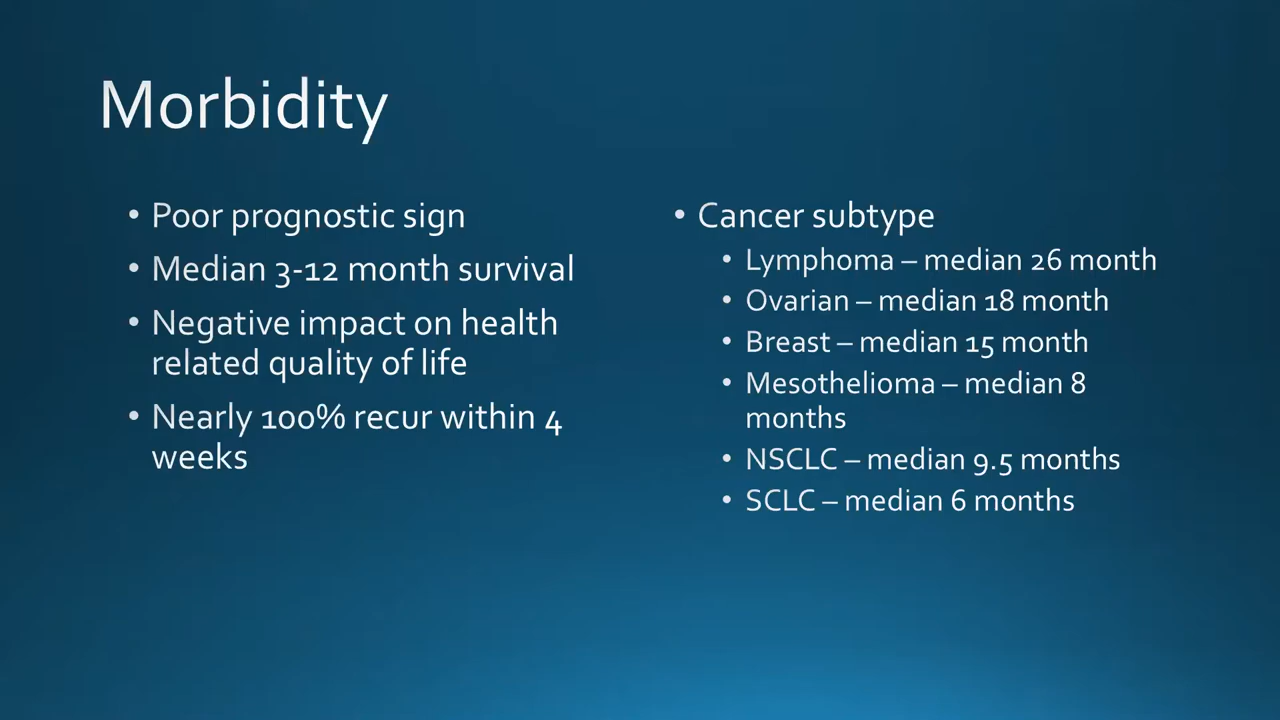 Morbidity
• Poor prognostic sign
• Median 3-12 month survival
• Negative impact on health
related quality of life
• Nearly 100% recur within 4
weeks
• Cancer subtype
• Lymphoma – median 26 month
• Ovarian – median 18 month
• Breast – median 15 month
• Mesothelioma – median 8
months
• NSCLC – median 9.5 months
• SCLC – median 6 months